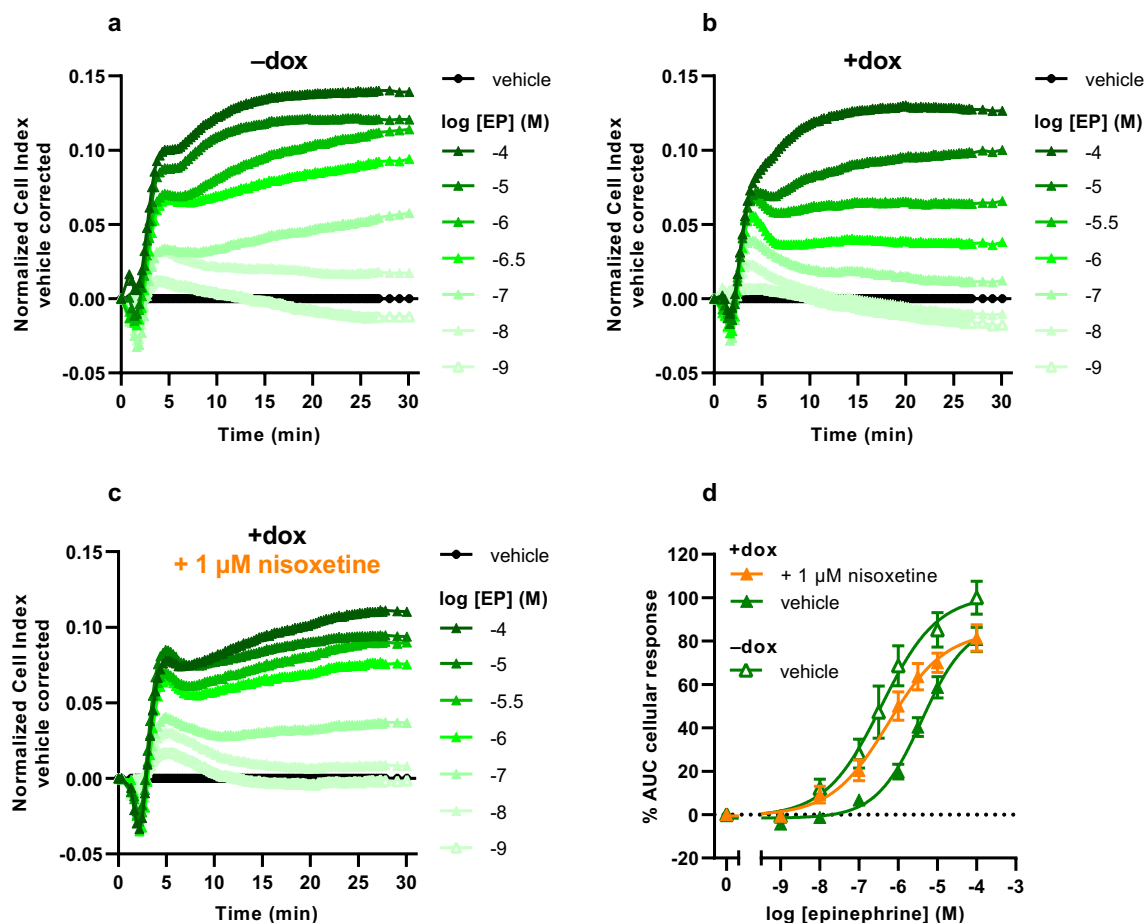 a
–dox
Normalized Cell Index
vehicle corrected
0.15
0.10
0.05
0.00
-0.05
0 5 10 15 20 25 30
Time (min)
vehicle
log [EP] (M)
-4
-5
-6
-6.5
-7
-8
-9
b
+dox
Normalized Cell Index
vehicle corrected
0.15
0.10
0.05
0.00
-0.05
0 5 10 15 20 25 30
Time (min)
vehicle
log [EP] (M)
-4
-5
-5.5
-6
-7
-8
-9
c
+dox
+ 1 µM nisoxetine
Normalized Cell Index
vehicle corrected
0.15
0.10
0.05
0.00
-0.05
0 5 10 15 20 25 30
Time (min)
vehicle
log [EP] (M)
-4
-5
-5.5
-6
-7
-8
-9
d
% AUC cellular response
120
100
80
60
40
20
0
-20
+dox
+ 1 µM nisoxetine
vehicle
–dox
vehicle
0 -9 -8 -7 -6 -5 -4 -3
log [epinephrine] (M)